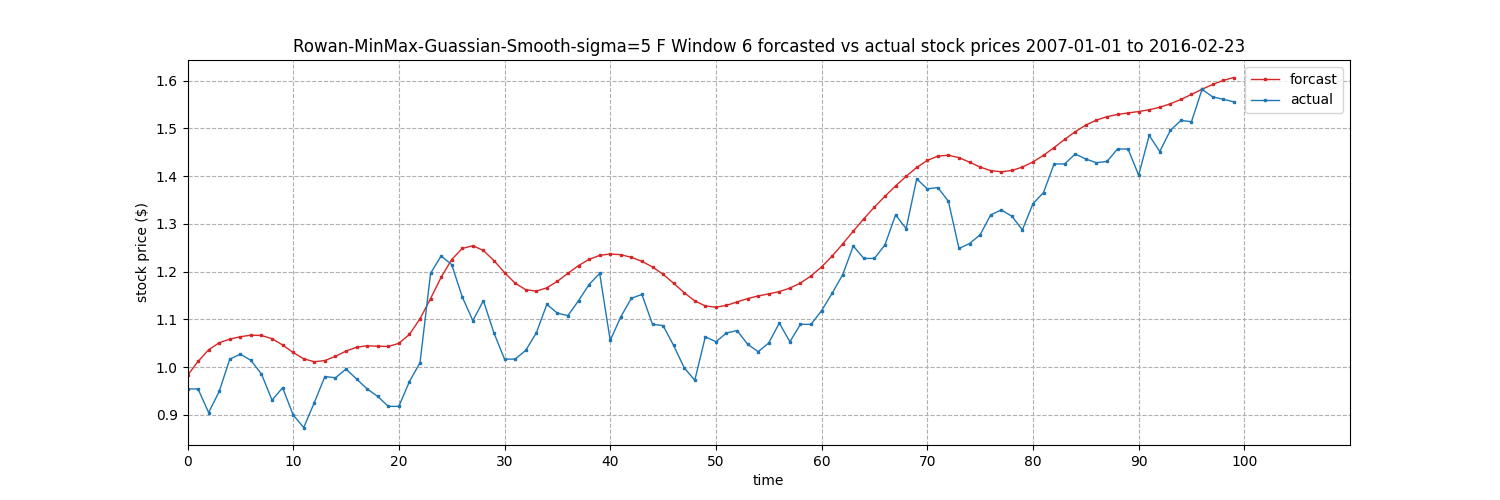 Rowan-MinMax-Guassian-Smooth-sigma=5 F Window 6 forcasted vs actual stock prices 2007-01-01 to 2016-02-23
forcast
actual
stock price ($)
1.6
1.5
1.4
1.3
1.2
1.1
1.0
0.9
0 10 20 30 40 50 60 70 80 90 100
time